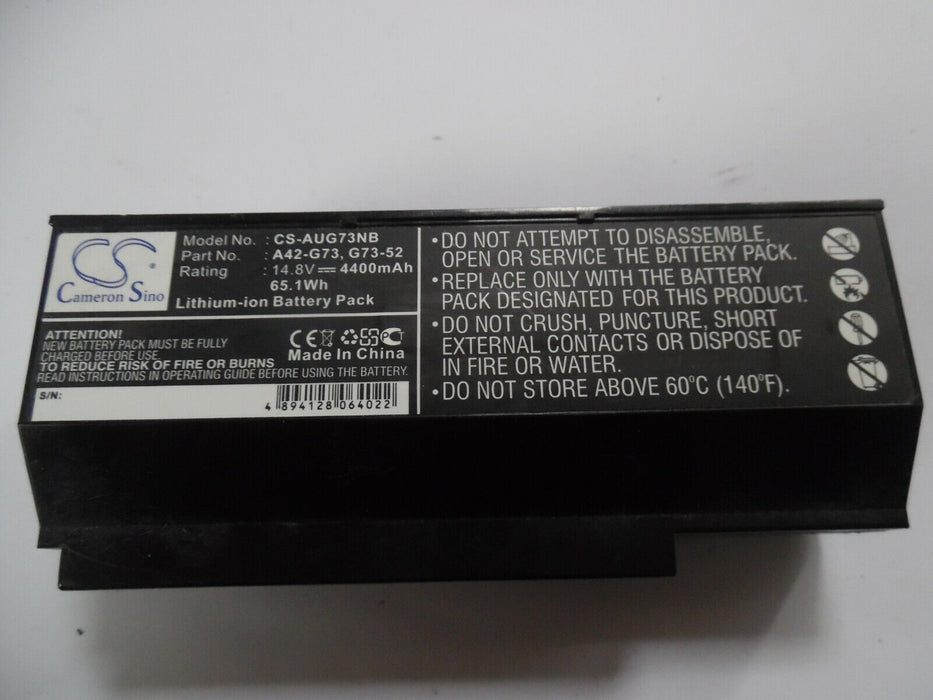 CS
Cameron Sino
Model No. : CS-AUG73NB
Part No. : A42-G73, G73-52
Rating : 14.8V⎓4400mAh
65.1Wh
Lithium-ion Battery Pack
ATTENTION!
NEW BATTERY PACK MUST BE FULLY
CHARGED BEFORE USE.
TO REDUCE RISK OF FIRE OR BURNS
READ INSTRUCTIONS IN OPERATING GUIDE BEFORE USING THE BATTERY.
CE
Made In China
S/N:
4 894128 064022
•DO NOT ATTEMPT TO DISASSEMBLE,
OPEN OR SERVICE THE BATTERY PACK.
•REPLACE ONLY WITH THE BATTERY
PACK DESIGNATED FOR THIS PRODUCT.
•DO NOT CRUSH, PUNCTURE, SHORT
EXTERNAL CONTACTS OR DISPOSE OF
IN FIRE OR WATER.
•DO NOT STORE ABOVE 60°C (140°F).